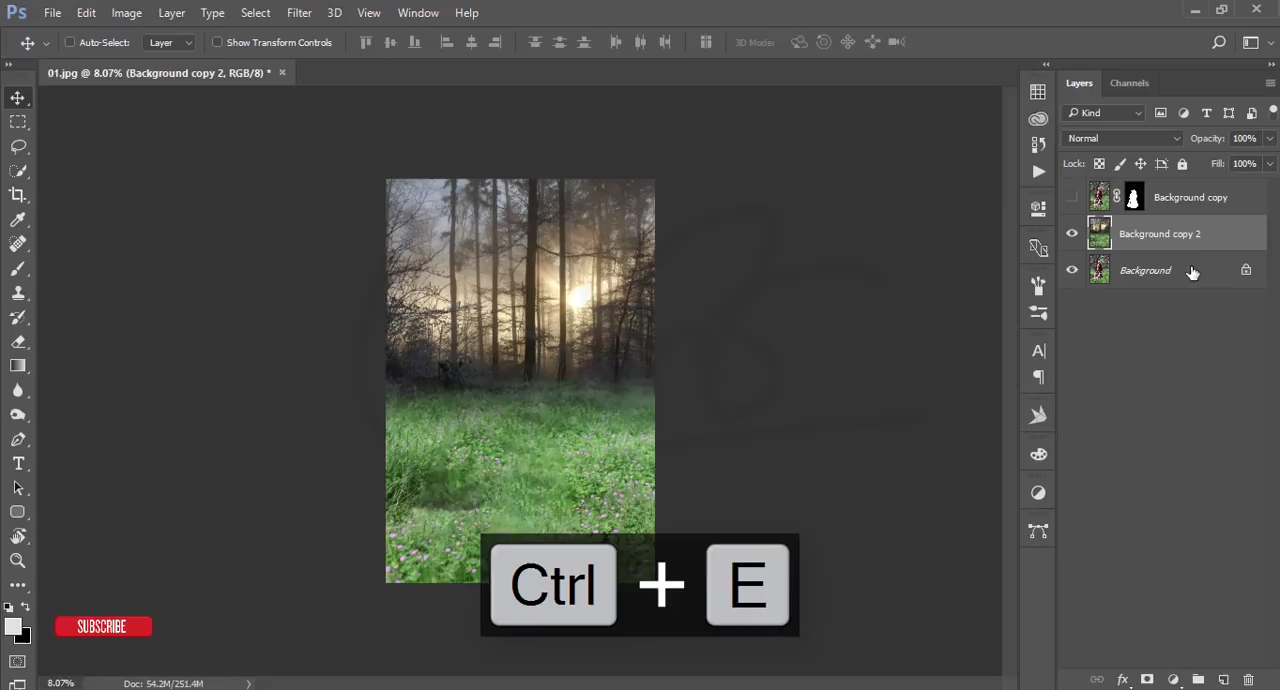 Ps File Edit Image Layer Type Select Filter 3D View Window Help
Auto-Select: Layer Show Transform Controls 3D Mode:
01.jpg @ 8.07% (Background copy 2, RGB/8) * ×
Layers Channels
Kind
Normal Opacity: 100%
Lock: Fill: 100%
Background copy
Background copy 2
Background
Ctrl + E
SUBSCRIBE
8.07% Doc: 54.2M/251.4M